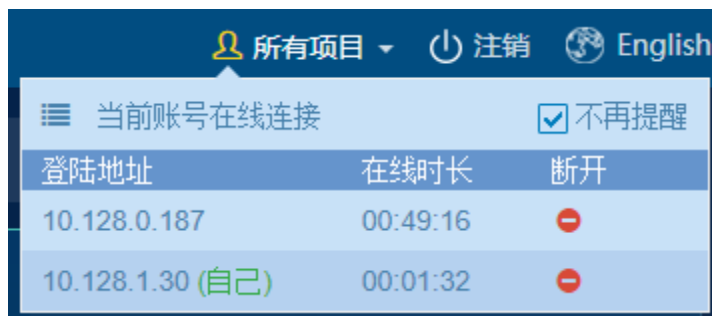 所有项目 注销 English
当前账号在线连接 不再提醒
登陆地址 在线时长 断开
10.128.0.187 00:49:16
10.128.1.30 (自己) 00:01:32